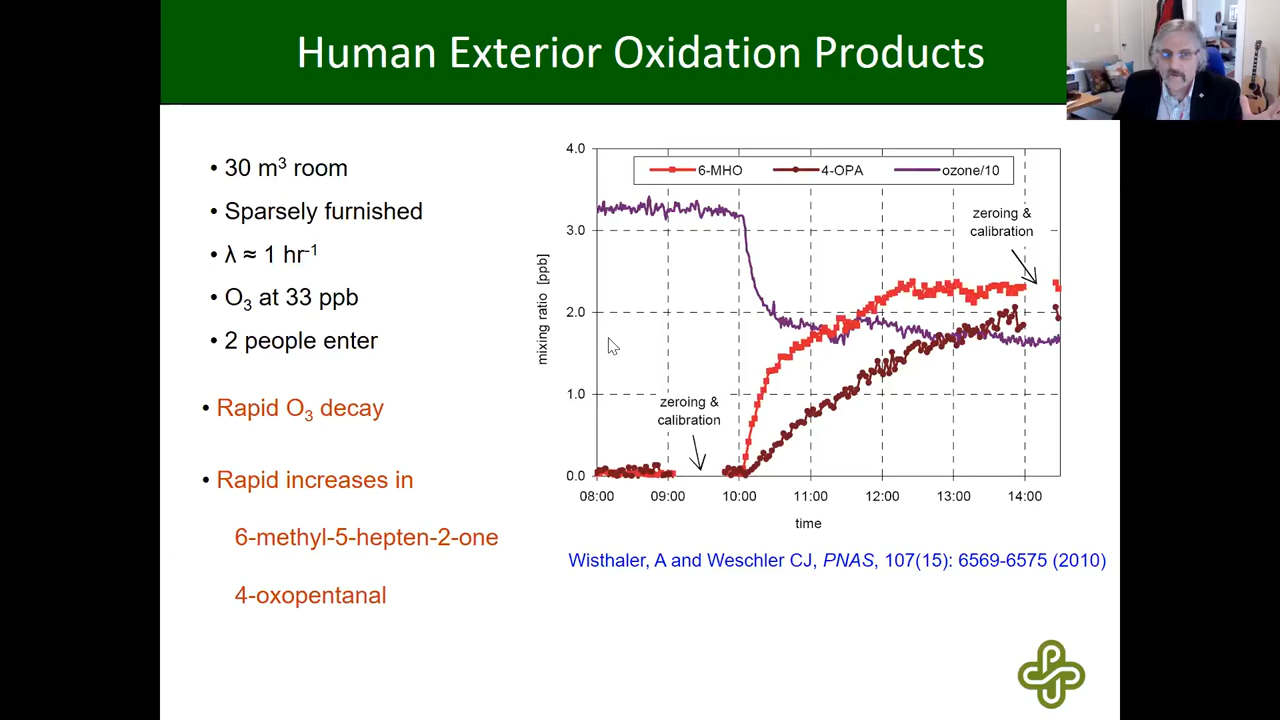 Human Exterior Oxidation Products
• 30 m³ room
• Sparsely furnished
• λ ≈ 1 hr⁻¹
• O₃ at 33 ppb
• 2 people enter
• Rapid O₃ decay
• Rapid increases in
6-methyl-5-hepten-2-one
4-oxopentanal
4.0
3.0
2.0
1.0
0.0
mixing ratio [ppb]
6-MHO
4-OPA
ozone/10
zeroing &
calibration
zeroing &
calibration
08:00
09:00
10:00
11:00
12:00
13:00
14:00
time
Wisthaler, A and Weschler CJ, PNAS, 107(15): 6569-6575 (2010)